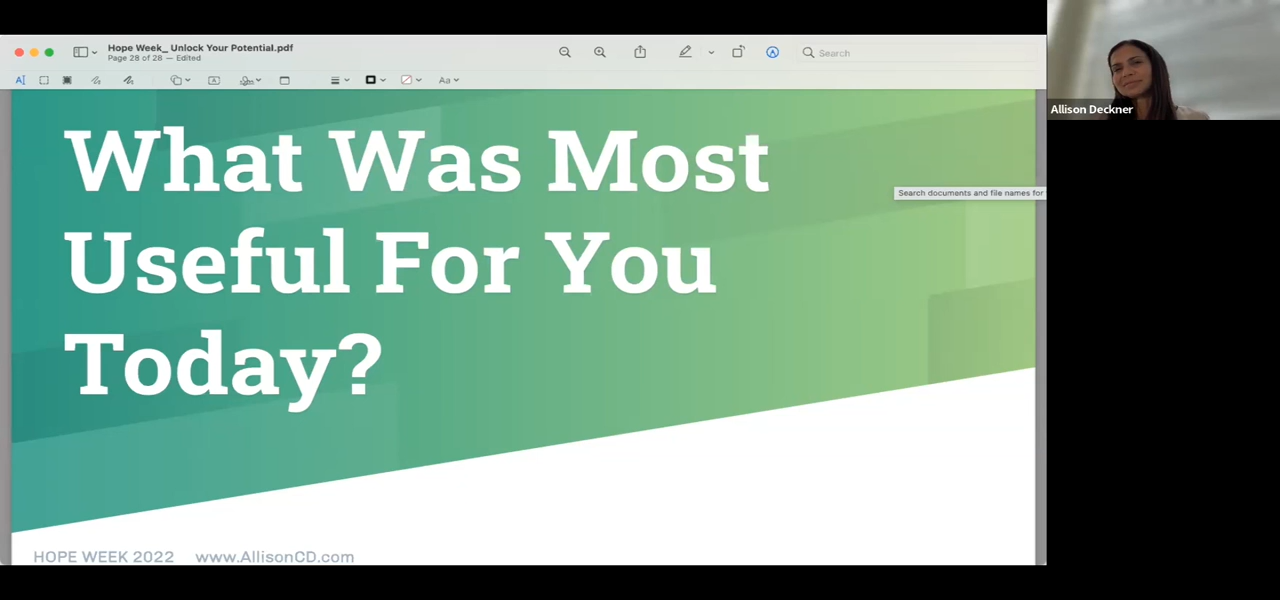 Hope Week_ Unlock Your Potential.pdf
Page 28 of 28 — Edited
Search
Aa
Allison Deckner
What Was Most
Search documents and file names for
Useful For You
Today?
HOPE WEEK 2022 www.AllisonCD.com